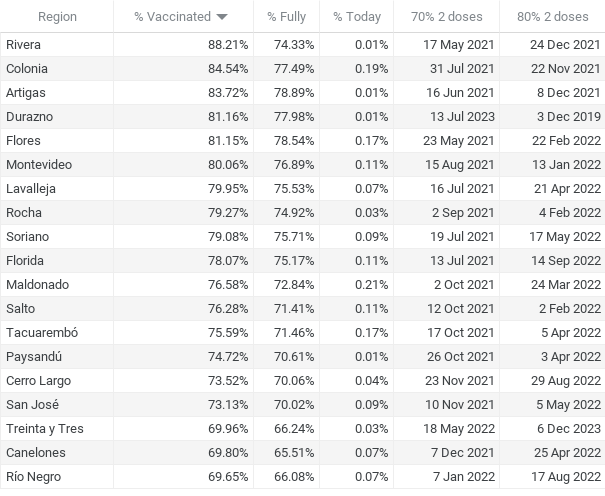 Region % Vaccinated % Fully % Today 70% 2 doses 80% 2 doses
Rivera 88.21% 74.33% 0.01% 17 May 2021 24 Dec 2021
Colonia 84.54% 77.49% 0.19% 31 Jul 2021 22 Nov 2021
Artigas 83.72% 78.89% 0.01% 16 Jun 2021 8 Dec 2021
Durazno 81.16% 77.98% 0.01% 13 Jul 2023 3 Dec 2019
Flores 81.15% 78.54% 0.17% 23 May 2021 22 Feb 2022
Montevideo 80.06% 76.89% 0.11% 15 Aug 2021 13 Jan 2022
Lavalleja 79.95% 75.53% 0.07% 16 Jul 2021 21 Apr 2022
Rocha 79.27% 74.92% 0.03% 2 Sep 2021 4 Feb 2022
Soriano 79.08% 75.71% 0.09% 19 Jul 2021 17 May 2022
Florida 78.07% 75.17% 0.11% 13 Jul 2021 14 Sep 2022
Maldonado 76.58% 72.84% 0.21% 2 Oct 2021 24 Mar 2022
Salto 76.28% 71.41% 0.11% 12 Oct 2021 2 Feb 2022
Tacuarembó 75.59% 71.46% 0.17% 17 Oct 2021 5 Apr 2022
Paysandú 74.72% 70.61% 0.01% 26 Oct 2021 3 Apr 2022
Cerro Largo 73.52% 70.06% 0.04% 23 Nov 2021 29 Aug 2022
San José 73.13% 70.02% 0.09% 10 Nov 2021 5 May 2022
Treinta y Tres 69.96% 66.24% 0.03% 18 May 2022 6 Dec 2023
Canelones 69.80% 65.51% 0.07% 7 Dec 2021 25 Apr 2022
Río Negro 69.65% 66.08% 0.07% 7 Jan 2022 17 Aug 2022